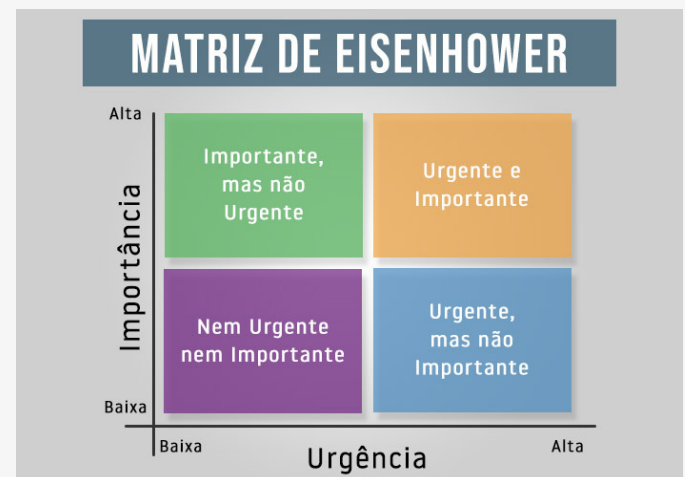 MATRIZ DE EISENHOWER
Alta
Importância
Importante,
mas não
Urgente
Urgente e
Importante
Nem Urgente
nem Importante
Urgente,
mas não
Importante
Baixa
Baixa
Urgência
Alta